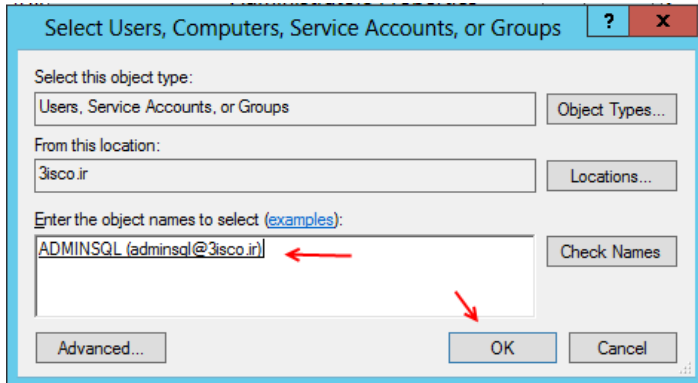 Select Users, Computers, Service Accounts, or Groups
? x
Select this object type:
Users, Service Accounts, or Groups
Object Types...
From this location:
3isco.ir
Locations...
Enter the object names to select (examples):
ADMINSQL (adminsql@3isco.ir)
Check Names
Advanced...
OK
Cancel